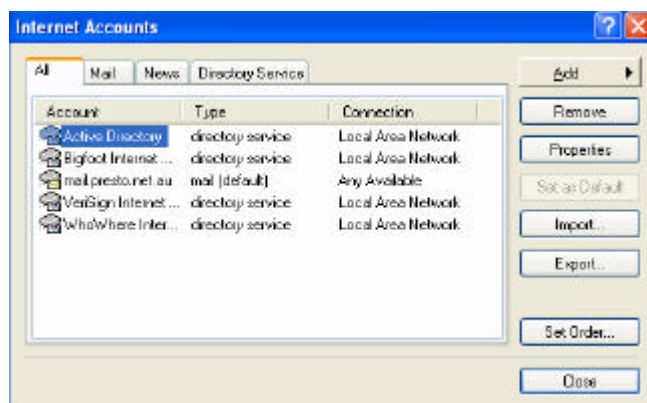 Internet Accounts
All Mail News Directory Service
Add
Account Type Connection
Remove
Active Directory directory service Local Area Network
Bigfoot Internet ... directory service Local Area Network
Properties
mail.presto.net.au mail (default) Any Available
Set as Default
VeriSign Internet ... directory service Local Area Network
WhoWhere Inter... directory service Local Area Network
Import...
Export...
Set Order...
Close